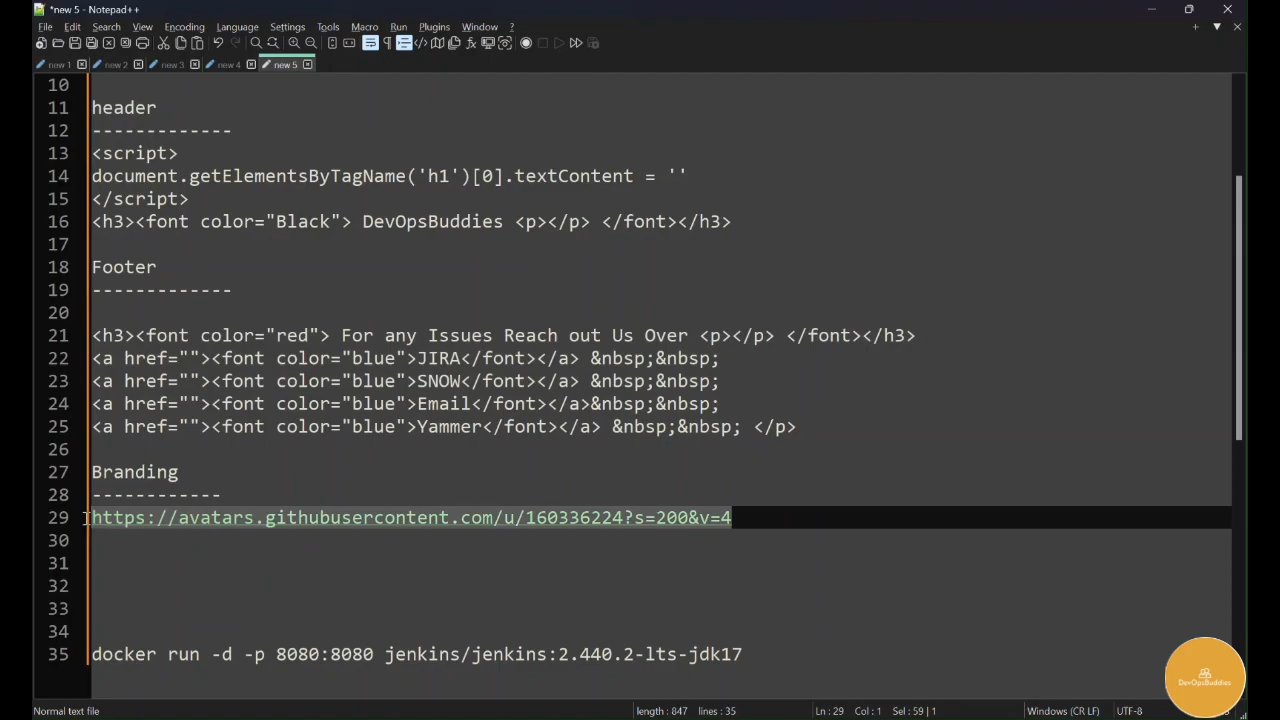 new 5 - Notepad++
File Edit Search View Encoding Language Settings Tools Macro Run Plugins Window ?
new 1 new 2 new 3 new 4 new 5
10
11 header
12 -------------
13 <script>
14 document.getElementsByTagName('h1')[0].textContent = ''
15 </script>
16 <h3><font color="Black"> DevOpsBuddies <p></p> </font></h3>
17
18 Footer
19 -------------
20
21 <h3><font color="red"> For any Issues Reach out Us Over <p></p> </font></h3>
22 <a href=""><font color="blue">JIRA</font></a> &nbsp;&nbsp;
23 <a href=""><font color="blue">SNOW</font></a> &nbsp;&nbsp;
24 <a href=""><font color="blue">Email</font></a>&nbsp;&nbsp;
25 <a href=""><font color="blue">Yammer</font></a> &nbsp;&nbsp; </p>
26
27 Branding
28 ------------
29 https://avatars.githubusercontent.com/u/160336224?s=200&v=4
30
31
32
33
34
35 docker run -d -p 8080:8080 jenkins/jenkins:2.440.2-lts-jdk17
DevOpsBuddies
Normal text file length : 847 lines : 35 Ln : 29 Col : 1 Sel : 59 | 1 Windows (CR LF) UTF-8